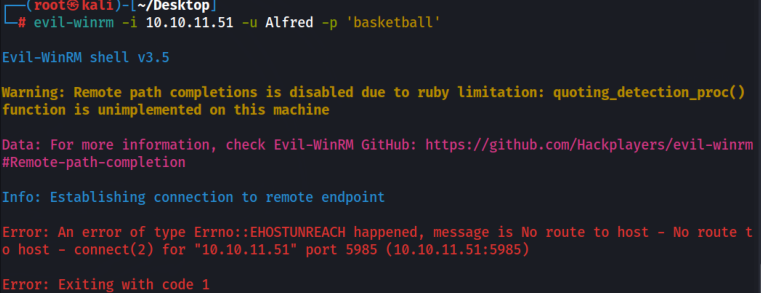 ┌──(root㉿kali)-[~/Desktop]
└─# evil-winrm -i 10.10.11.51 -u Alfred -p 'basketball'
Evil-WinRM shell v3.5
Warning: Remote path completions is disabled due to ruby limitation: quoting_detection_proc()
function is unimplemented on this machine
Data: For more information, check Evil-WinRM GitHub: https://github.com/Hackplayers/evil-winrm
#Remote-path-completion
Info: Establishing connection to remote endpoint
Error: An error of type Errno::EHOSTUNREACH happened, message is No route to host - No route t
o host - connect(2) for "10.10.11.51" port 5985 (10.10.11.51:5985)
Error: Exiting with code 1